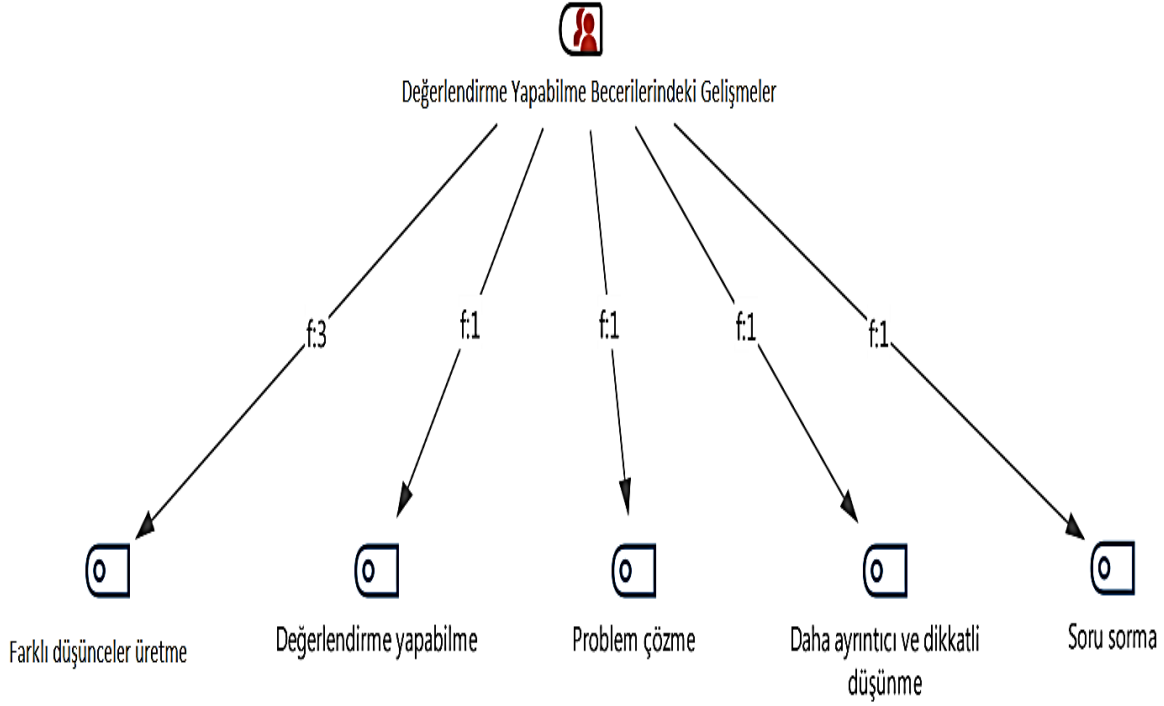 Değerlendirme Yapabilme Becerilerindeki Gelişmeler
f:3
f:1
f:1
f:1
f:1
Farklı düşünceler üretme
Değerlendirme yapabilme
Problem çözme
Daha ayrıntıcı ve dikkatli
düşünme
Soru sorma